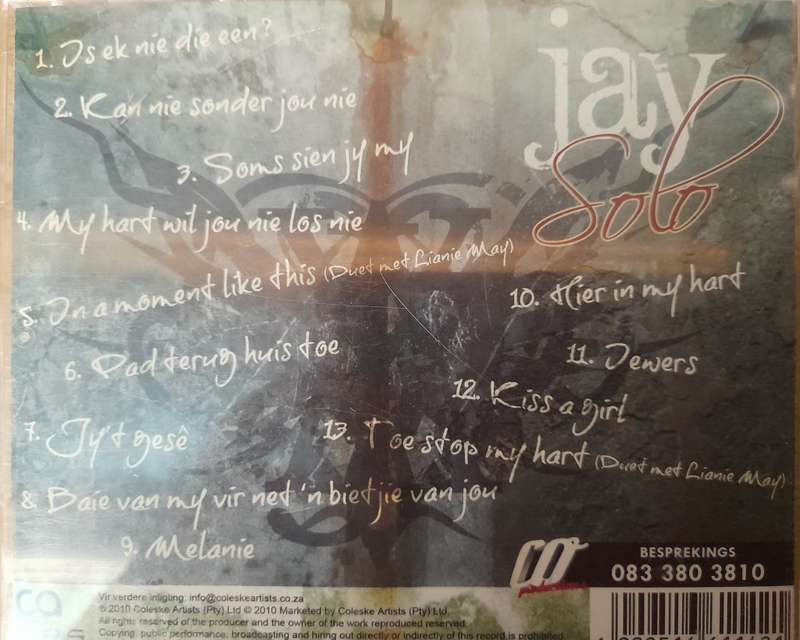 jay
Solo
1. Is ek nie die een?
2. Kan nie sonder jou nie
3. Soms sien jy my
4. My hart wil jou nie los nie
5. In a moment like this (Duet met Lianie May)
6. Pad terug huis toe
7. Jy't gesê
8. Baie van my vir net 'n bietjie van jou
9. Melanie
10. Hier in my hart
11. Iewers
12. Kiss a girl
13. Toe stop my hart (Duet met Lianie May)
CO
BESPREKINGS
083 380 3810
Vir verdere inligting: info@coleskeartists.co.za
℗ 2010 Coleske Artists (Pty) Ltd © 2010 Marketed by Coleske Artists (Pty) Ltd.
All rights reserved of the producer and the owner of the work reproduced reserved.
Copying, public performance, broadcasting and hiring out directly or indirectly of this record is prohibited